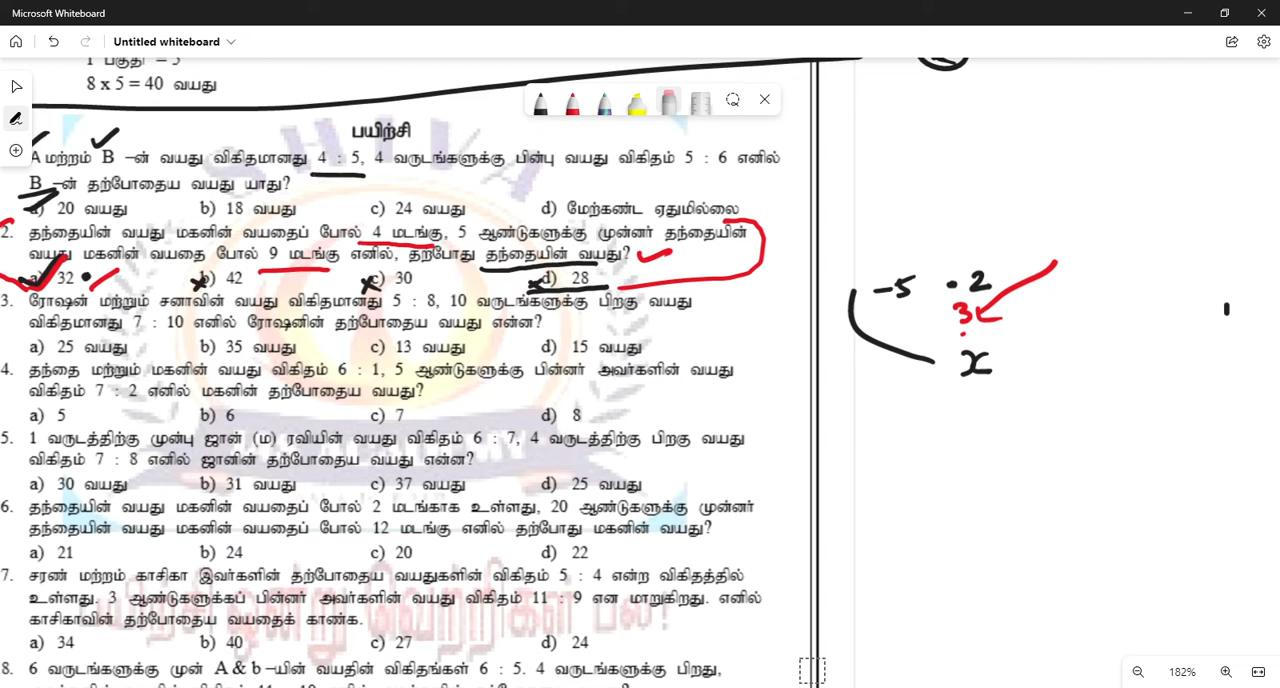 Microsoft Whiteboard
Untitled whiteboard
1 பகுதி = 5
8 x 5 = 40 வயது
பயிற்சி
A மற்றம் B -ன் வயது விகிதமானது 4 : 5, 4 வருடங்களுக்கு பின்பு வயது விகிதம் 5 : 6 எனில்
B -ன் தற்போதைய வயது யாது?
a) 20 வயது b) 18 வயது c) 24 வயது d) மேற்கண்ட ஏதுமில்லை
2. தந்தையின் வயது மகனின் வயதைப் போல் 4 மடங்கு, 5 ஆண்டுகளுக்கு முன்னர் தந்தையின்
வயது மகனின் வயதை போல் 9 மடங்கு எனில், தற்போது தந்தையின் வயது?
a) 32 b) 42 c) 30 d) 28
-5 2
3. ரோஷன் மற்றும் சனாவின் வயது விகிதமானது 5 : 8, 10 வருடங்களுக்கு பிறகு வயது
3
விகிதமானது 7 : 10 எனில் ரோஷனின் தற்போதைய வயது என்ன?
a) 25 வயது b) 35 வயது c) 13 வயது d) 15 வயது
x
4. தந்தை மற்றும் மகனின் வயது விகிதம் 6 : 1, 5 ஆண்டுகளுக்கு பின்னர் அவர்களின் வயது
விகிதம் 7 : 2 எனில் மகனின் தற்போதைய வயது?
a) 5 b) 6 c) 7 d) 8
5. 1 வருடத்திற்கு முன்பு ஜான் (ம) ரவியின் வயது விகிதம் 6 : 7, 4 வருடத்திற்கு பிறகு வயது
விகிதம் 7 : 8 எனில் ஜானின் தற்போதைய வயது என்ன?
a) 30 வயது b) 31 வயது c) 37 வயது d) 25 வயது
6. தந்தையின் வயது மகனின் வயதைப் போல் 2 மடங்காக உள்ளது, 20 ஆண்டுகளுக்கு முன்னர்
தந்தையின் வயது மகனின் வயதைப் போல் 12 மடங்கு எனில் தற்போது மகனின் வயது?
a) 21 b) 24 c) 20 d) 22
7. சரண் மற்றம் காசிகா இவர்களின் தற்போதைய வயதுகளின் விகிதம் 5 : 4 என்ற விகிதத்தில்
உள்ளது. 3 ஆண்டுகளுக்கப் பின்னர் அவர்களின் வயது விகிதம் 11 : 9 என மாறுகிறது. எனில்
காசிகாவின் தற்போதைய வயதைக் காண்க.
a) 34 b) 40 c) 27 d) 24
8. 6 வருடங்களுக்கு முன் A & b -யின் வயதின் விகிதங்கள் 6 : 5. 4 வருடங்களுக்கு பிறகு,
182%